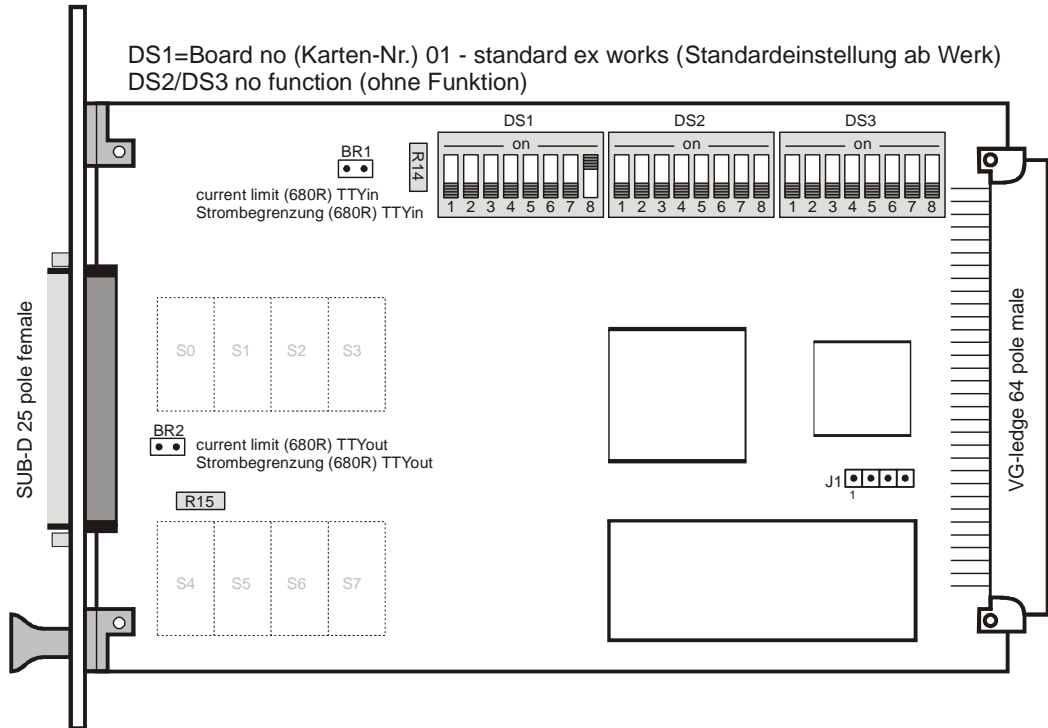 DS1=Board no (Karten-Nr.) 01 - standard ex works (Standardeinstellung ab Werk)
DS2/DS3 no function (ohne Funktion)
DS1
DS2
DS3
on
on
on
1 2 3 4 5 6 7 8
1 2 3 4 5 6 7 8
1 2 3 4 5 6 7 8
BR1
R14
current limit (680R) TTYin
Strombegrenzung (680R) TTYin
SUB-D 25 pole female
S0
S1
S2
S3
BR2
current limit (680R) TTYout
Strombegrenzung (680R) TTYout
R15
S4
S5
S6
S7
J1
1
VG-ledge 64 pole male